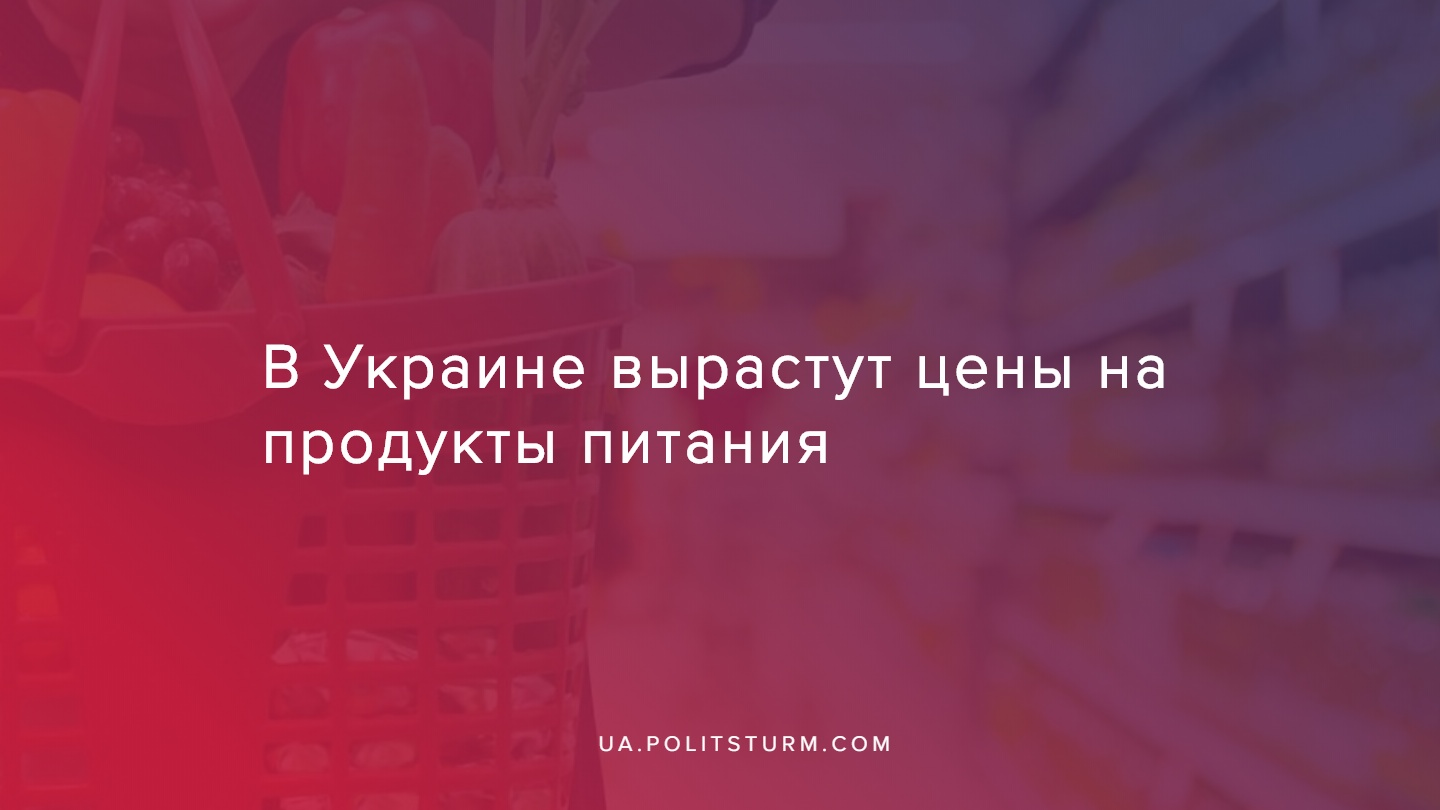 В Украине вырастут цены на
продукты питания
UA.POLITSTURM.COM